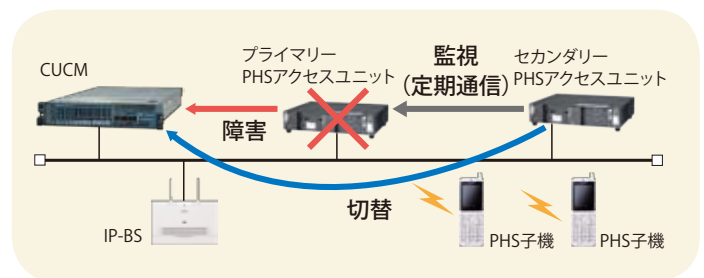 CUCM
プライマリー
PHSアクセスユニット
監視
(定期通信)
セカンダリー
PHSアクセスユニット
障害
切替
IP-BS
PHS子機
PHS子機